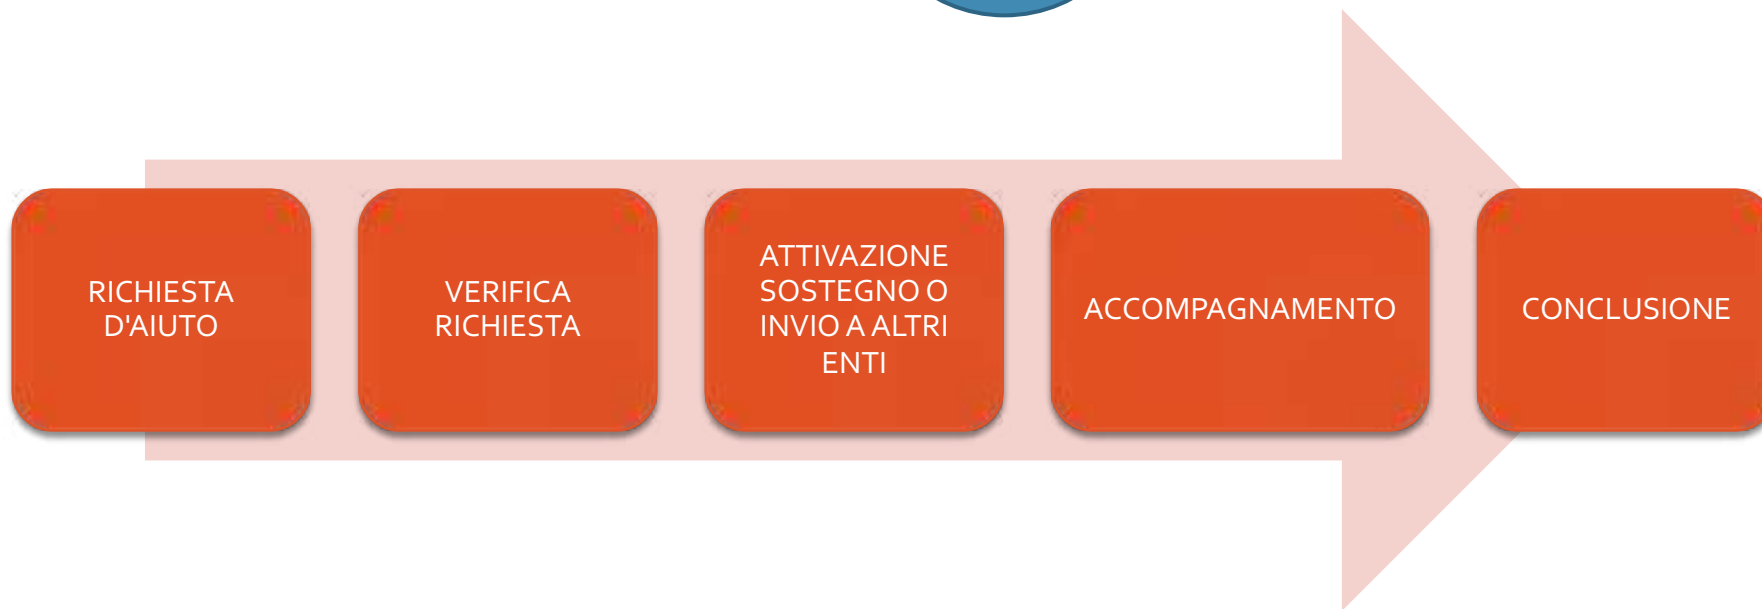 RICHIESTA
D'AIUTO
VERIFICA
RICHIESTA
ATTIVAZIONE
SOSTEGNO O
INVIO A ALTRI
ENTI
ACCOMPAGNAMENTO
CONCLUSIONE